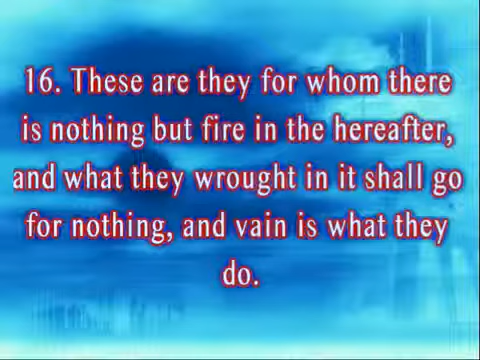 16. These are they for whom there
is nothing but fire in the hereafter,
and what they wrought in it shall go
for nothing, and vain is what they
do.